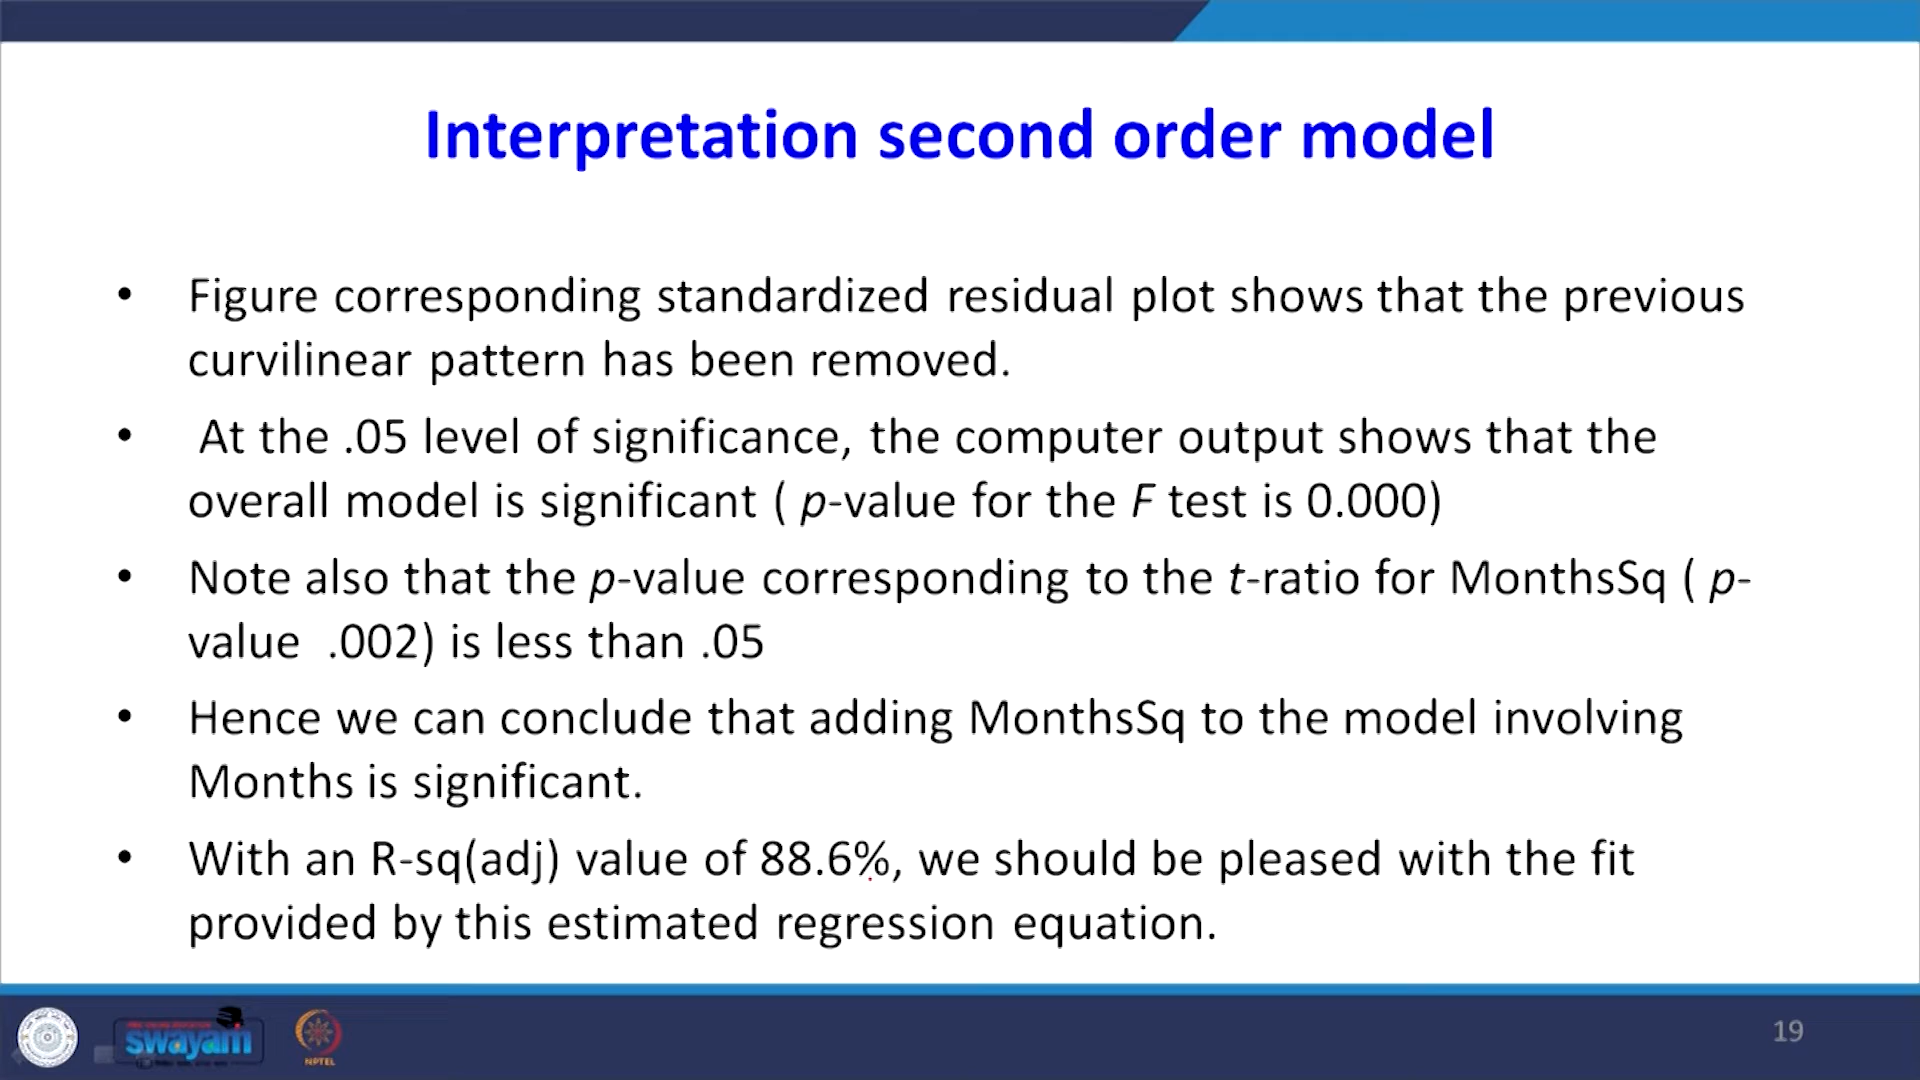 Interpretation second order model
• Figure corresponding standardized residual plot shows that the previous
curvilinear pattern has been removed.
• At the .05 level of significance, the computer output shows that the
overall model is significant ( p-value for the F test is 0.000)
• Note also that the p-value corresponding to the t-ratio for MonthsSq ( p-
value .002) is less than .05
• Hence we can conclude that adding MonthsSq to the model involving
Months is significant.
• With an R-sq(adj) value of 88.6%, we should be pleased with the fit
provided by this estimated regression equation.
swayam
NPTEL
19